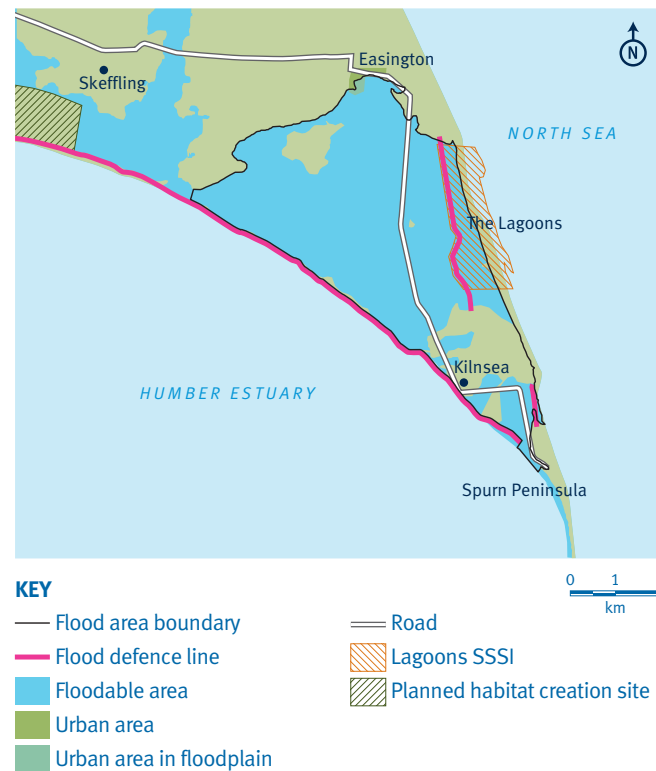 Easington
Skeffling
N
NORTH SEA
The Lagoons
Kilnsea
HUMBER ESTUARY
Spurn Peninsula
KEY
0 1
km
Flood area boundary
Flood defence line
Floodable area
Urban area
Urban area in floodplain
Road
Lagoons SSSI
Planned habitat creation site